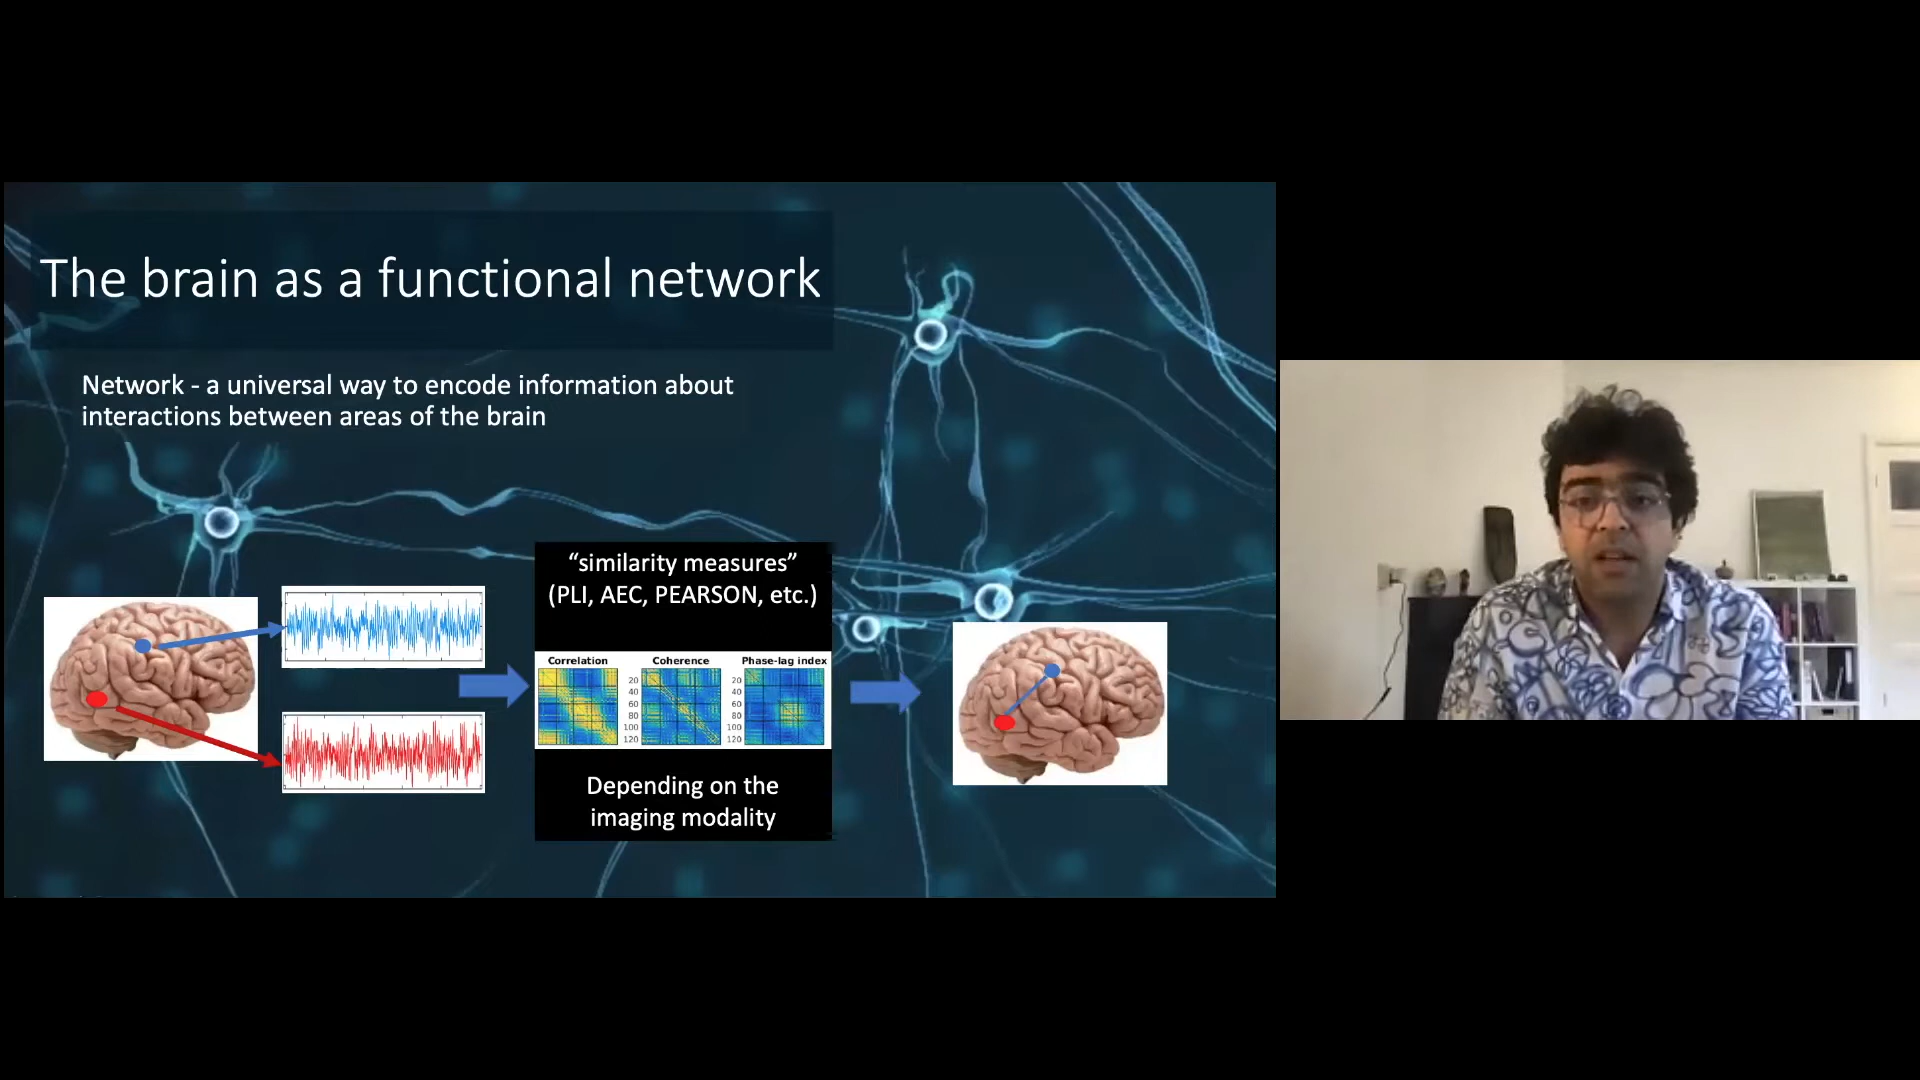 The brain as a functional network
Network - a universal way to encode information about
interactions between areas of the brain
“similarity measures”
(PLI, AEC, PEARSON, etc.)
Correlation
Coherence
Phase-lag index
20
40
60
80
100
120
20
40
60
80
100
120
Depending on the
imaging modality